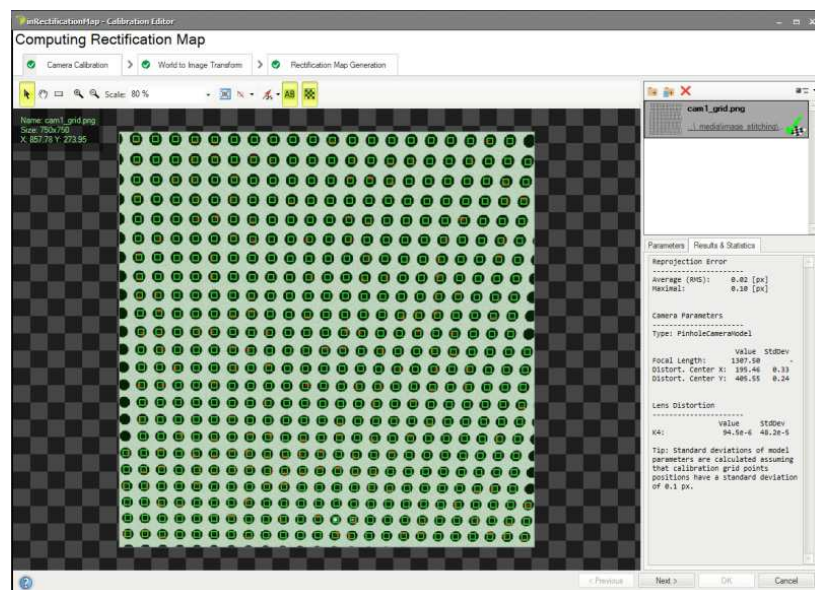 inRectificationMap - Calibration Editor
Computing Rectification Map
Camera Calibration > World to Image Transform > Rectification Map Generation
Scale: 80 %
AB
Name: cam1_grid.png
Size: 750x750
X: 857.78 Y: 273.95
cam1_grid.png
..\_media\image_stitching\...
Parameters Results & Statistics
Reprojection Error
----------------------
Average (RMS): 0.02 [px]
Maximal: 0.10 [px]
Camera Parameters
----------------------
Type: PinholeCameraModel
Value StdDev
Focal Length: 1307.50 -
Distort. Center X: 195.46 0.33
Distort. Center Y: 405.55 0.24
Lens Distortion
----------------------
Value StdDev
K4: 94.5e-6 48.2e-5
Tip: Standard deviations of model
parameters are calculated assuming
that calibration grid points
positions have a standard deviation
of 0.1 px.
< Previous Next > OK Cancel